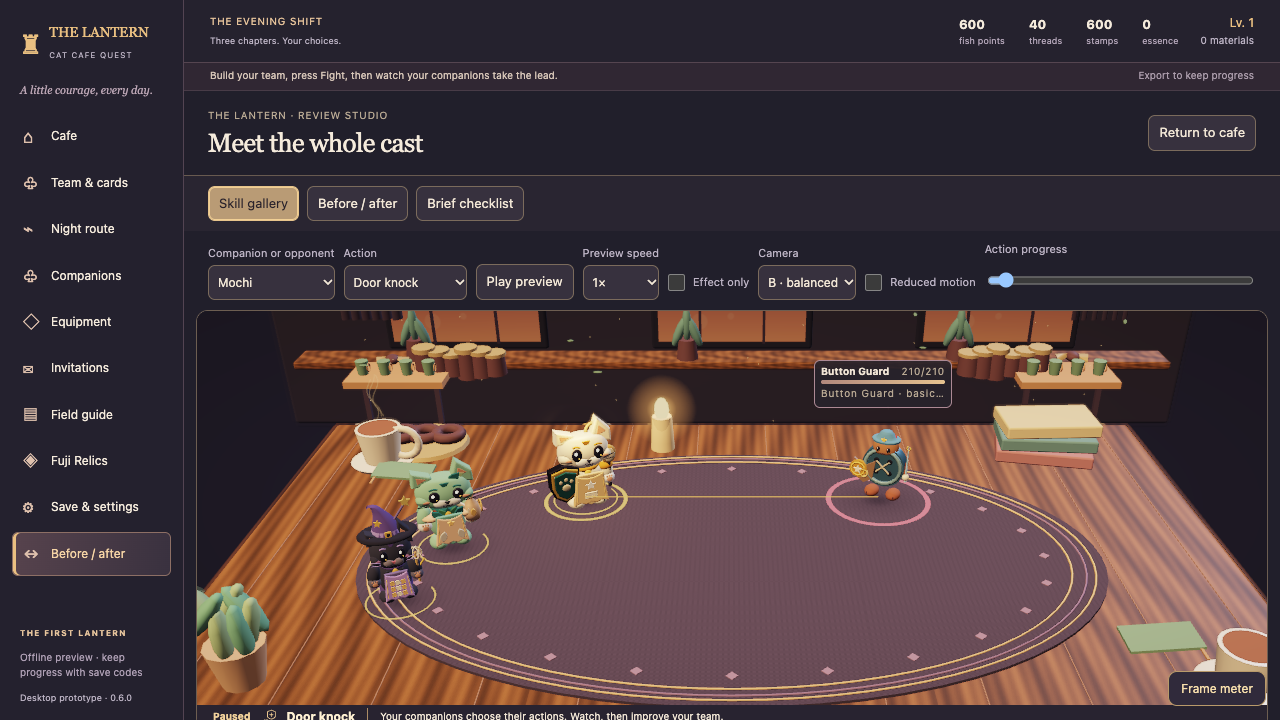 THE LANTERN
CAT CAFE QUEST
A little courage, every day.
Cafe
Team & cards
Night route
Companions
Equipment
Invitations
Field guide
Fuji Relics
Save & settings
Before / after
THE FIRST LANTERN
Offline preview · keep
progress with save codes
Desktop prototype · 0.6.0
THE EVENING SHIFT
Three chapters. Your choices.
600
fish points
40
threads
600
stamps
0
essence
Lv. 1
0 materials
Build your team, press Fight, then watch your companions take the lead.
Export to keep progress
THE LANTERN · REVIEW STUDIO
Meet the whole cast
Return to cafe
Skill gallery
Before / after
Brief checklist
Companion or opponent
Mochi
Action
Door knock
Play preview
Preview speed
1×
Effect only
Camera
B · balanced
Reduced motion
Action progress
Button Guard 210/210
Button Guard · basic...
Frame meter
Paused
Door knock
Your companions choose their actions. Watch, then improve your team.